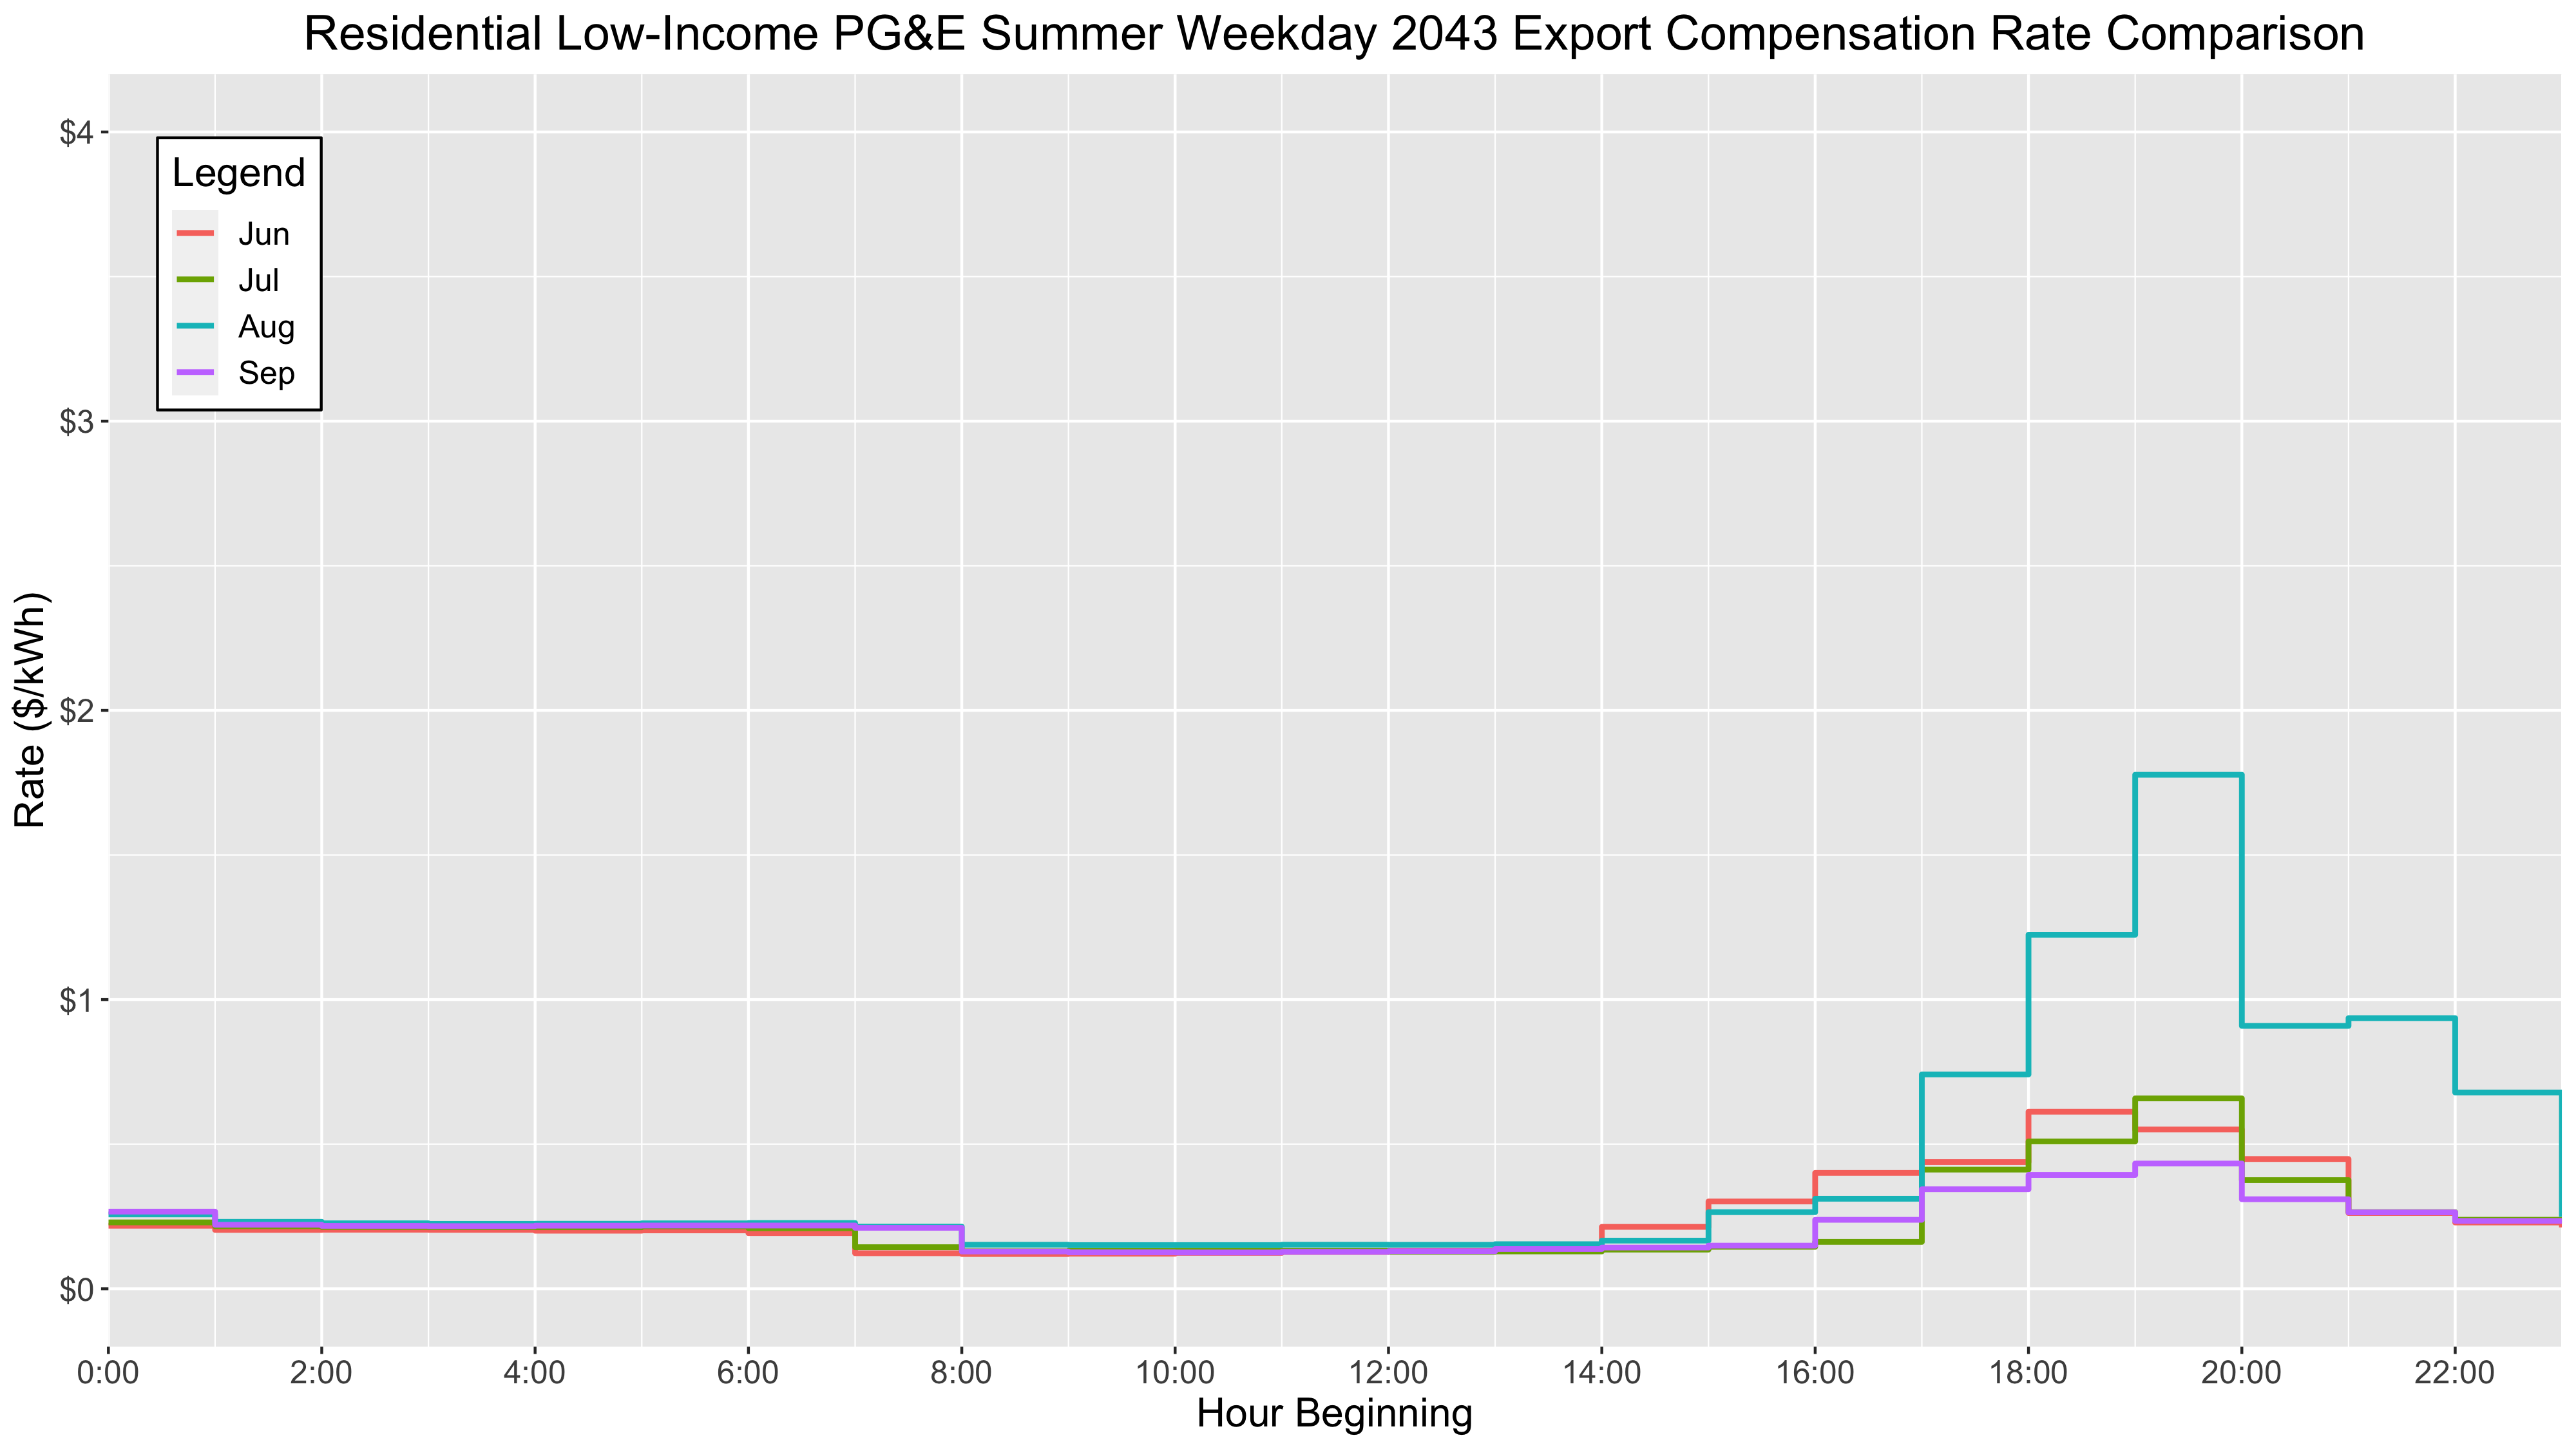 Residential Low-Income PG&E Summer Weekday 2043 Export Compensation Rate Comparison
$4
$3
$2
$1
$0
Rate ($/kWh)
Legend
Jun
Jul
Aug
Sep
0:00 2:00 4:00 6:00 8:00 10:00 12:00 14:00 16:00 18:00 20:00 22:00
Hour Beginning